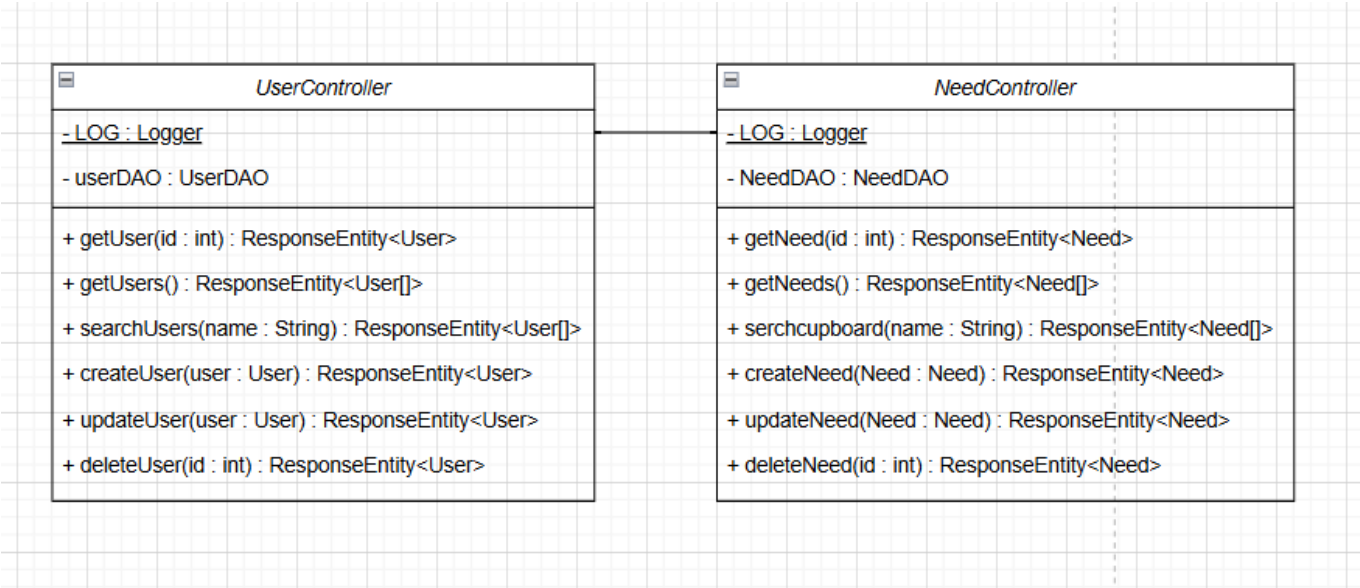 UserController
- LOG : Logger
- userDAO : UserDAO
+ getUser(id : int) : ResponseEntity<User>
+ getUsers() : ResponseEntity<User[]>
+ searchUsers(name : String) : ResponseEntity<User[]>
+ createUser(user : User) : ResponseEntity<User>
+ updateUser(user : User) : ResponseEntity<User>
+ deleteUser(id : int) : ResponseEntity<User>
NeedController
- LOG : Logger
- NeedDAO : NeedDAO
+ getNeed(id : int) : ResponseEntity<Need>
+ getNeeds() : ResponseEntity<Need[]>
+ serchcupboard(name : String) : ResponseEntity<Need[]>
+ createNeed(Need : Need) : ResponseEntity<Need>
+ updateNeed(Need : Need) : ResponseEntity<Need>
+ deleteNeed(id : int) : ResponseEntity<Need>